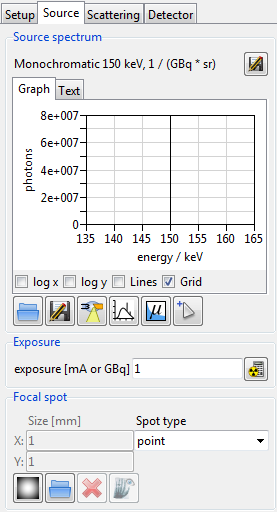 Setup Source Scattering Detector
Source spectrum
Monochromatic 150 keV, 1 / (GBq * sr)
Graph Text
8e+007
6e+007
4e+007
2e+007
0
photons
135 140 145 150 155 160 165
energy / keV
log x log y Lines Grid
μ
Exposure
exposure [mA or GBq] 1
Focal spot
Size [mm] Spot type
X: 1 point
Y: 1